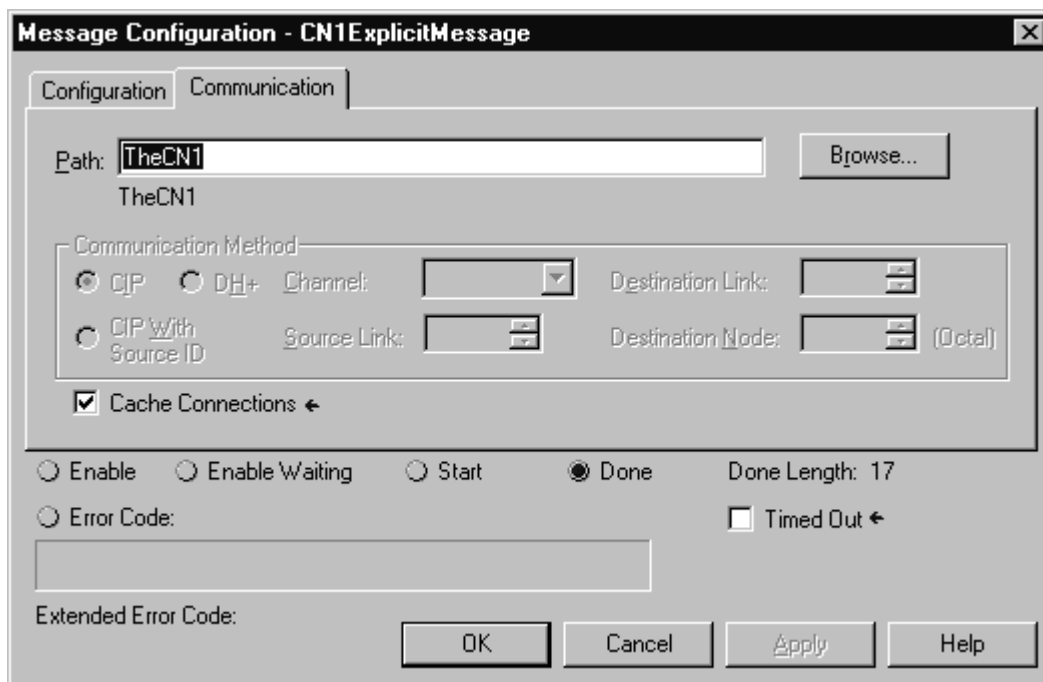 Message Configuration - CN1ExplicitMessage
Configuration Communication
Path: TheCN1 Browse...
TheCN1
Communication Method
CIP DH+ Channel: Destination Link:
CIP With
Source ID
Source Link: Destination Node: (Octal)
Cache Connections ←
Enable Enable Waiting Start Done Done Length: 17
Error Code: Timed Out ←
Extended Error Code:
OK Cancel Apply Help